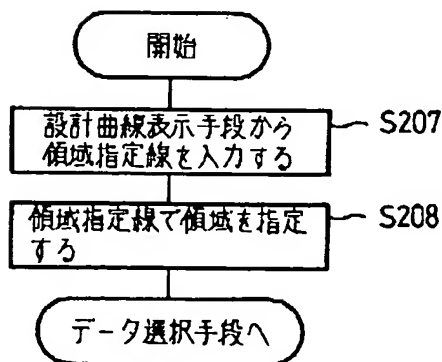 開始
設計曲線表示手段から
領域指定線を入力する
S207
領域指定線で領域を指定
する
S208
データ選択手段へ